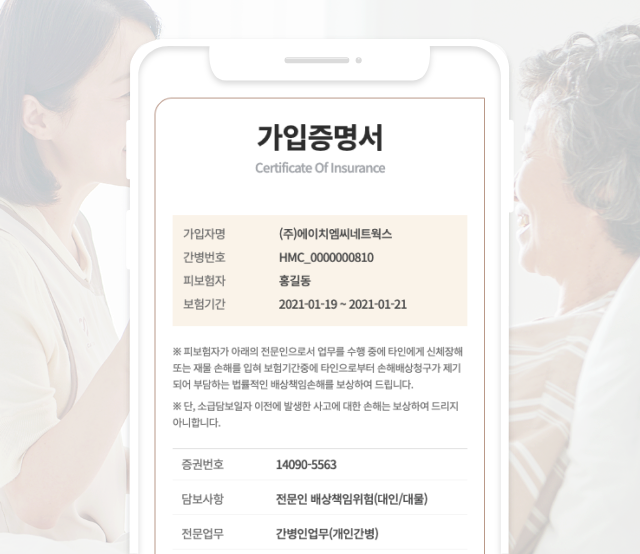 가입증명서
Certificate Of Insurance
가입자명 (주)에이치엠씨네트웍스
간병번호 HMC_0000000810
피보험자 홍길동
보험기간 2021-01-19 ~ 2021-01-21
※ 피보험자가 아래의 전문인으로서 업무를 수행 중에 타인에게 신체장해
또는 재물 손해를 입혀 보험기간중에 타인으로부터 손해배상청구가 제기
되어 부담하는 법률적인 배상책임손해를 보상하여 드립니다.
※ 단, 소급담보일자 이전에 발생한 사고에 대한 손해는 보상하여 드리지
아니합니다.
증권번호 14090-5563
담보사항 전문인 배상책임위험(대인/대물)
전문업무 간병인업무(개인간병)